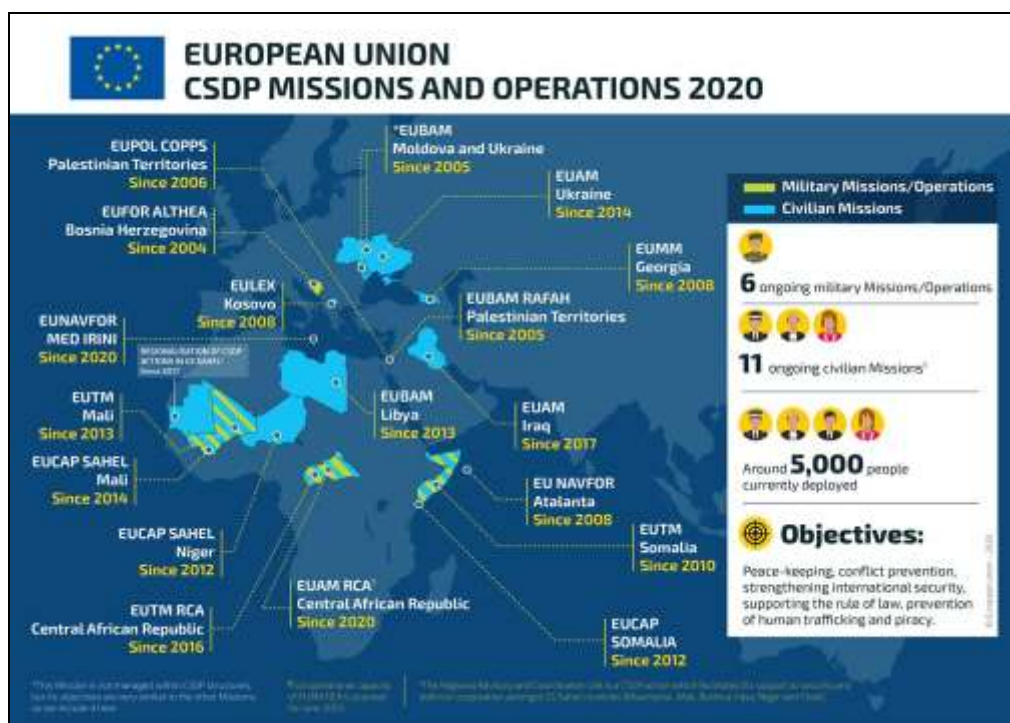 EUROPEAN UNION
CSDP MISSIONS AND OPERATIONS 2020
EUPOL COPPS
Palestinian Territories
Since 2006
*EUBAM
Moldova and Ukraine
Since 2005
EUAM
Ukraine
Since 2014
EUFOR ALTHEA
Bosnia Herzegovina
Since 2004
EUMM
Georgia
Since 2008
EULEX
Kosovo
Since 2008
EUBAM RAFAH
Palestinian Territories
Since 2005
EUNAVFOR
MED IRINI
Since 2020
REGIONALISATION OF CSDP
Since 2017
EUTM
Mali
Since 2013
EUBAM
Libya
Since 2013
EUAM
Iraq
Since 2017
EUCAP SAHEL
Mali
Since 2014
EU NAVFOR
Atalanta
Since 2008
EUCAP SAHEL
Niger
Since 2012
EUTM
Somalia
Since 2010
EUAM RCA
Central African Republic
Since 2020
EUTM RCA
Central African Republic
Since 2016
EUCAP
SOMALIA
Since 2012
Military Missions/Operations
Civilian Missions
6 ongoing military Missions/Operations
11 ongoing civilian Missions
Around 5,000 people
currently deployed
Objectives:
Peace-keeping, conflict prevention,
strengthening international security,
supporting the rule of law, prevention
of human trafficking and piracy.